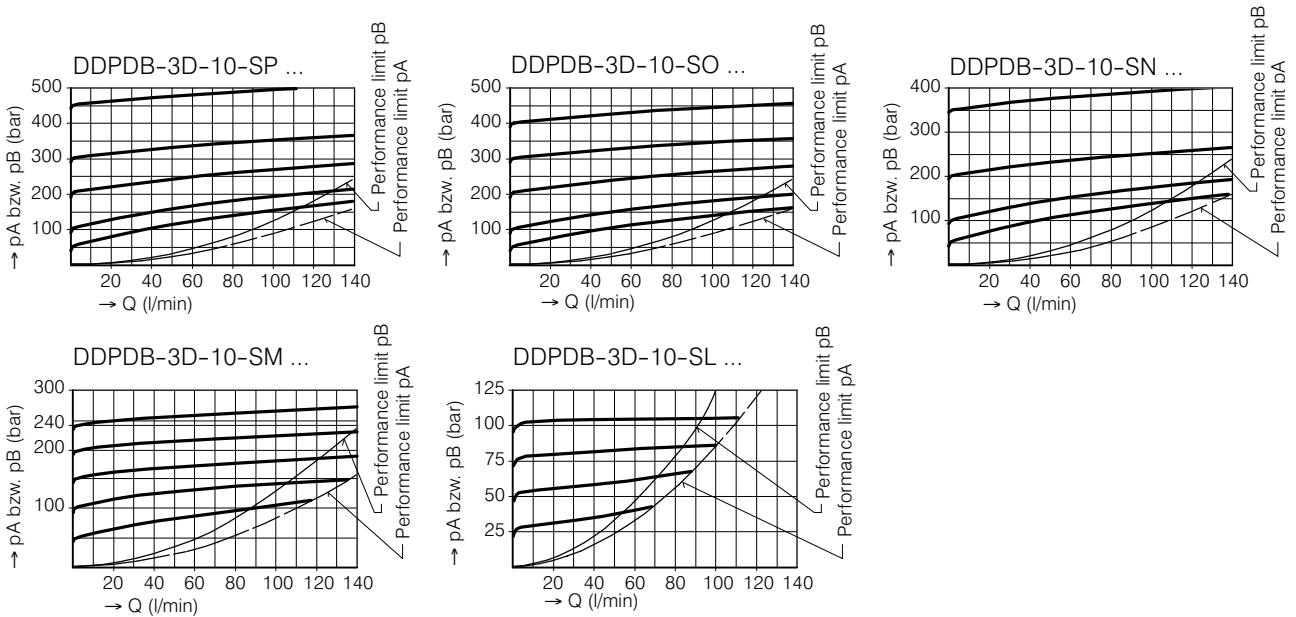 DDPDB-3D-10-SP ...
→ pA bzw. pB (bar)
500
400
300
200
100
20 40 60 80 100 120 140
→ Q (l/min)
Performance limit pB
Performance limit pA
DDPDB-3D-10-SO ...
→ pA bzw. pB (bar)
500
400
300
200
100
20 40 60 80 100 120 140
→ Q (l/min)
Performance limit pB
Performance limit pA
DDPDB-3D-10-SN ...
→ pA bzw. pB (bar)
400
300
200
100
20 40 60 80 100 120 140
→ Q (l/min)
Performance limit pB
Performance limit pA
DDPDB-3D-10-SM ...
→ pA bzw. pB (bar)
300
240
200
100
20 40 60 80 100 120 140
→ Q (l/min)
Performance limit pB
Performance limit pA
DDPDB-3D-10-SL ...
→ pA bzw. pB (bar)
125
100
75
50
25
20 40 60 80 100 120 140
→ Q (l/min)
Performance limit pB
Performance limit pA